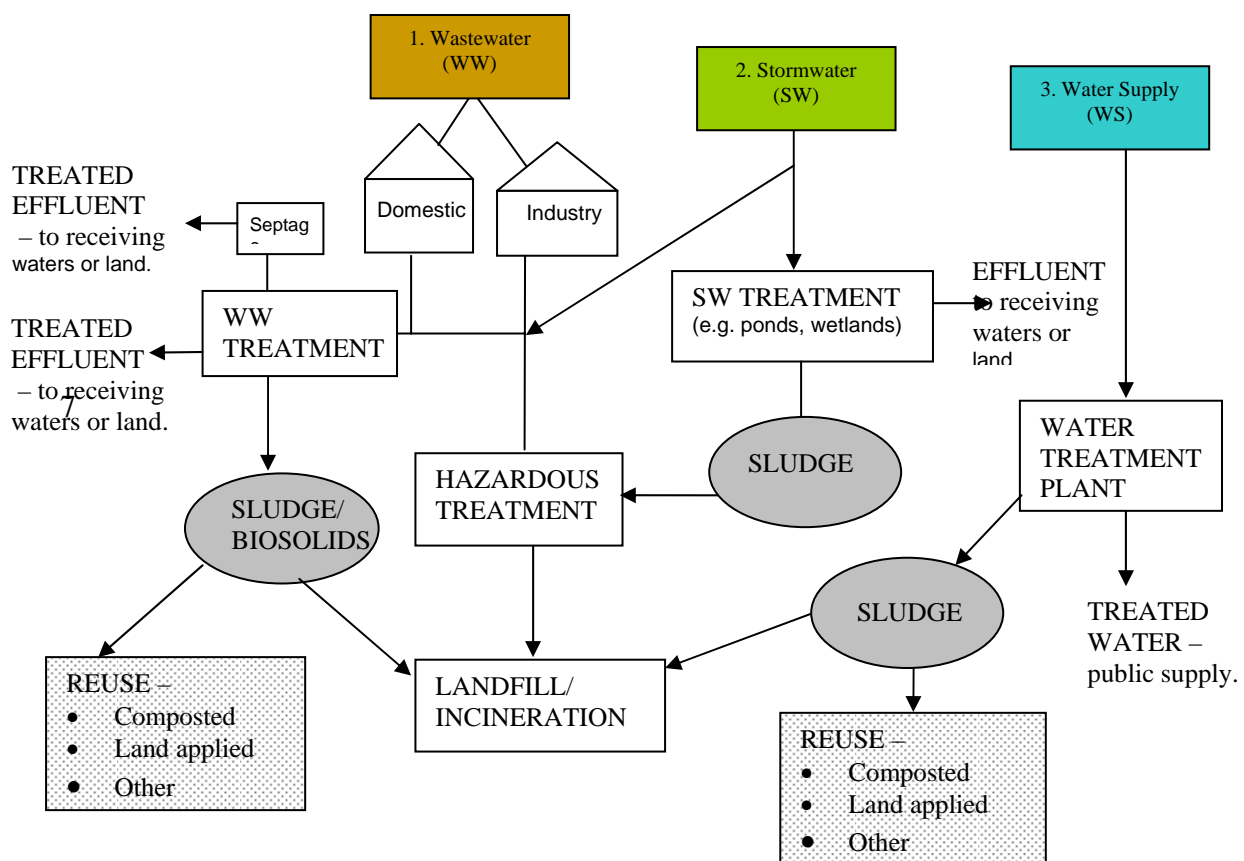 1. Wastewater
(WW)
2. Stormwater
(SW)
3. Water Supply
(WS)
TREATED
EFFLUENT
– to receiving
waters or land.
Septag
Domestic
Industry
TREATED
EFFLUENT
– to receiving
waters or land.
7
WW
TREATMENT
SW TREATMENT
(e.g. ponds, wetlands)
EFFLUENT
to receiving
waters or
land
SLUDGE/
BIOSOLIDS
HAZARDOUS
TREATMENT
SLUDGE
WATER
TREATMENT
PLANT
SLUDGE
TREATED
WATER –
public supply.
REUSE –
• Composted
• Land applied
• Other
LANDFILL/
INCINERATION
REUSE –
• Composted
• Land applied
• Other